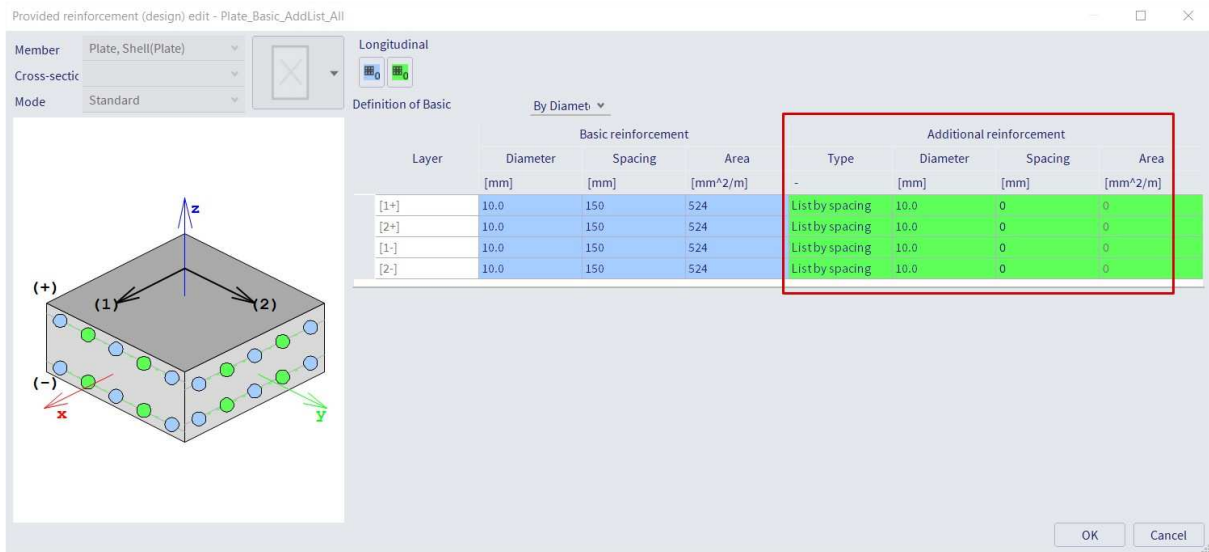 Provided reinforcement (design) edit - Plate_Basic_AddList_All
Member Plate, Shell(Plate)
Cross-sectic
Mode Standard
Longitudinal
Definition of Basic By Diamet
Basic reinforcement Additional reinforcement
Layer Diameter Spacing Area Type Diameter Spacing Area
[mm] [mm] [mm^2/m] - [mm] [mm] [mm^2/m]
[1+] 10.0 150 524 List by spacing 10.0 0 0
[2+] 10.0 150 524 List by spacing 10.0 0 0
[1-] 10.0 150 524 List by spacing 10.0 0 0
[2-] 10.0 150 524 List by spacing 10.0 0 0
z
(+)
(1) (2)
(-)
x y
OK Cancel